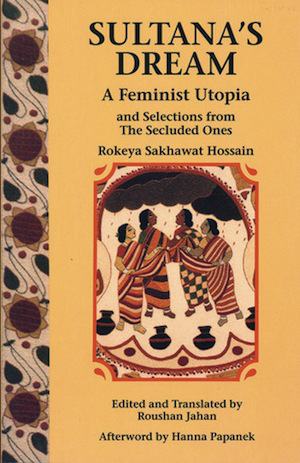 SULTANA'S
DREAM
A Feminist Utopia
and Selections from
The Secluded Ones
Rokeya Sakhawat Hossain
Edited and Translated by
Roushan Jahan
Afterword by Hanna Papanek